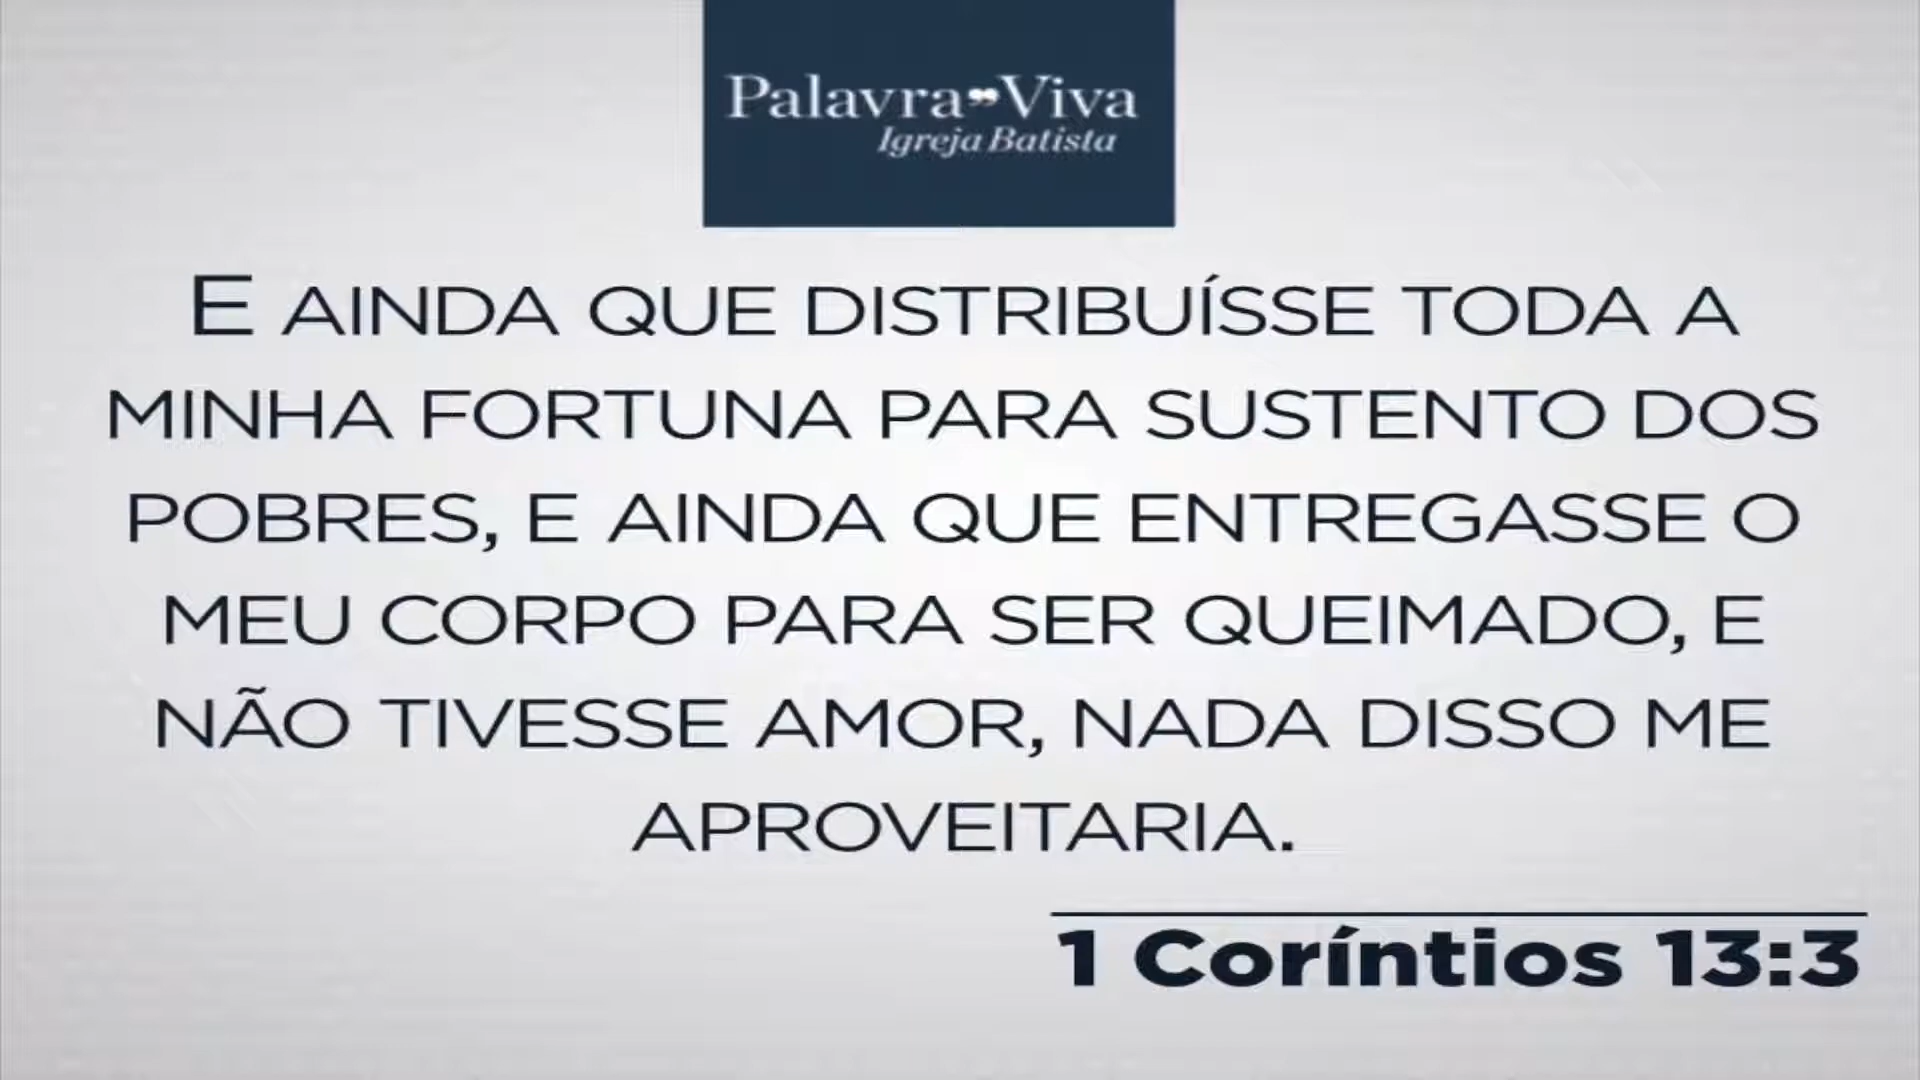 Palavra❞Viva
Igreja Batista
E AINDA QUE DISTRIBUÍSSE TODA A
MINHA FORTUNA PARA SUSTENTO DOS
POBRES, E AINDA QUE ENTREGASSE O
MEU CORPO PARA SER QUEIMADO, E
NÃO TIVESSE AMOR, NADA DISSO ME
APROVEITARIA.
1 Coríntios 13:3